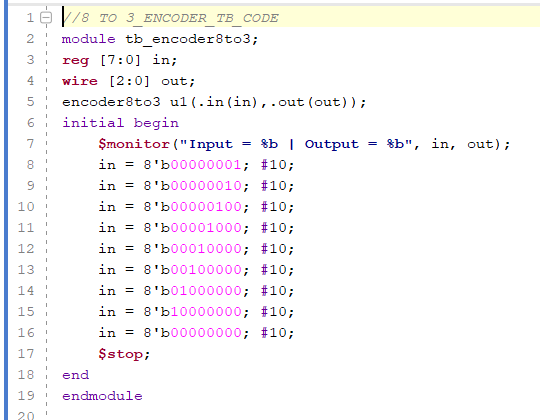 1 //8 TO 3_ENCODER_TB_CODE
2 module tb_encoder8to3;
3 reg [7:0] in;
4 wire [2:0] out;
5 encoder8to3 u1(.in(in),.out(out));
6 initial begin
7 $monitor("Input = %b | Output = %b", in, out);
8 in = 8'b00000001; #10;
9 in = 8'b00000010; #10;
10 in = 8'b00000100; #10;
11 in = 8'b00001000; #10;
12 in = 8'b00010000; #10;
13 in = 8'b00100000; #10;
14 in = 8'b01000000; #10;
15 in = 8'b10000000; #10;
16 in = 8'b00000000; #10;
17 $stop;
18 end
19 endmodule
20